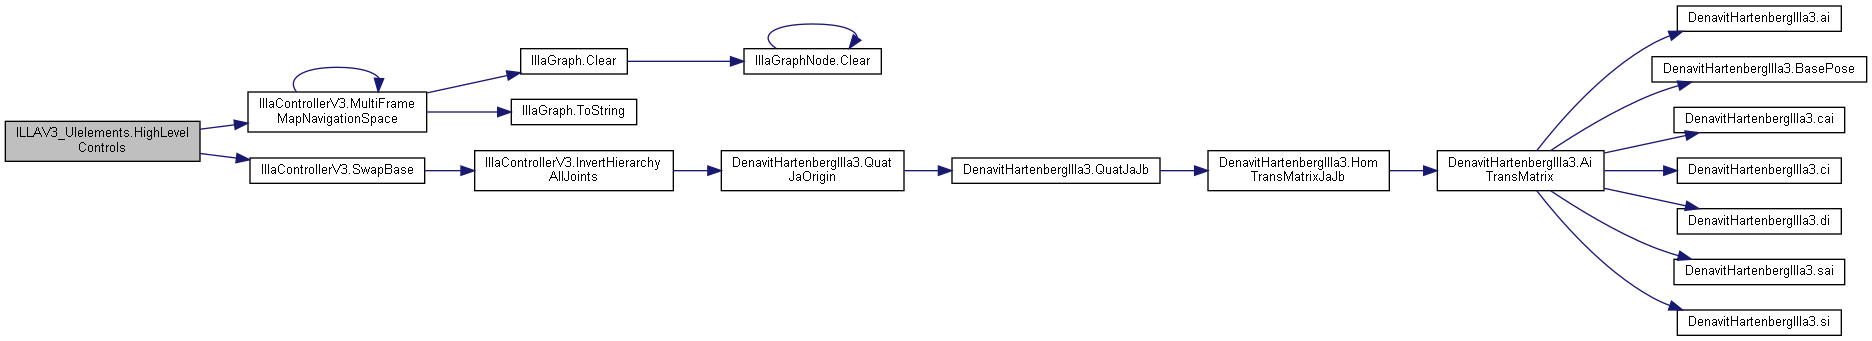 ILLAV3_UIelements.HighLevel
Controls
IllaControllerV3.MultiFrame
MapNavigationSpace
IllaGraph.Clear
IllaGraphNode.Clear
IllaGraph.ToString
IllaControllerV3.SwapBase
IllaControllerV3.InvertHierarchy
AllJoints
DenavitHartenbergIlla3.Quat
JaOrigin
DenavitHartenbergIlla3.QuatJaJb
DenavitHartenbergIlla3.Hom
TransMatrixJaJb
DenavitHartenbergIlla3.Ai
TransMatrix
DenavitHartenbergIlla3.ai
DenavitHartenbergIlla3.BasePose
DenavitHartenbergIlla3.cai
DenavitHartenbergIlla3.ci
DenavitHartenbergIlla3.di
DenavitHartenbergIlla3.sai
DenavitHartenbergIlla3.si